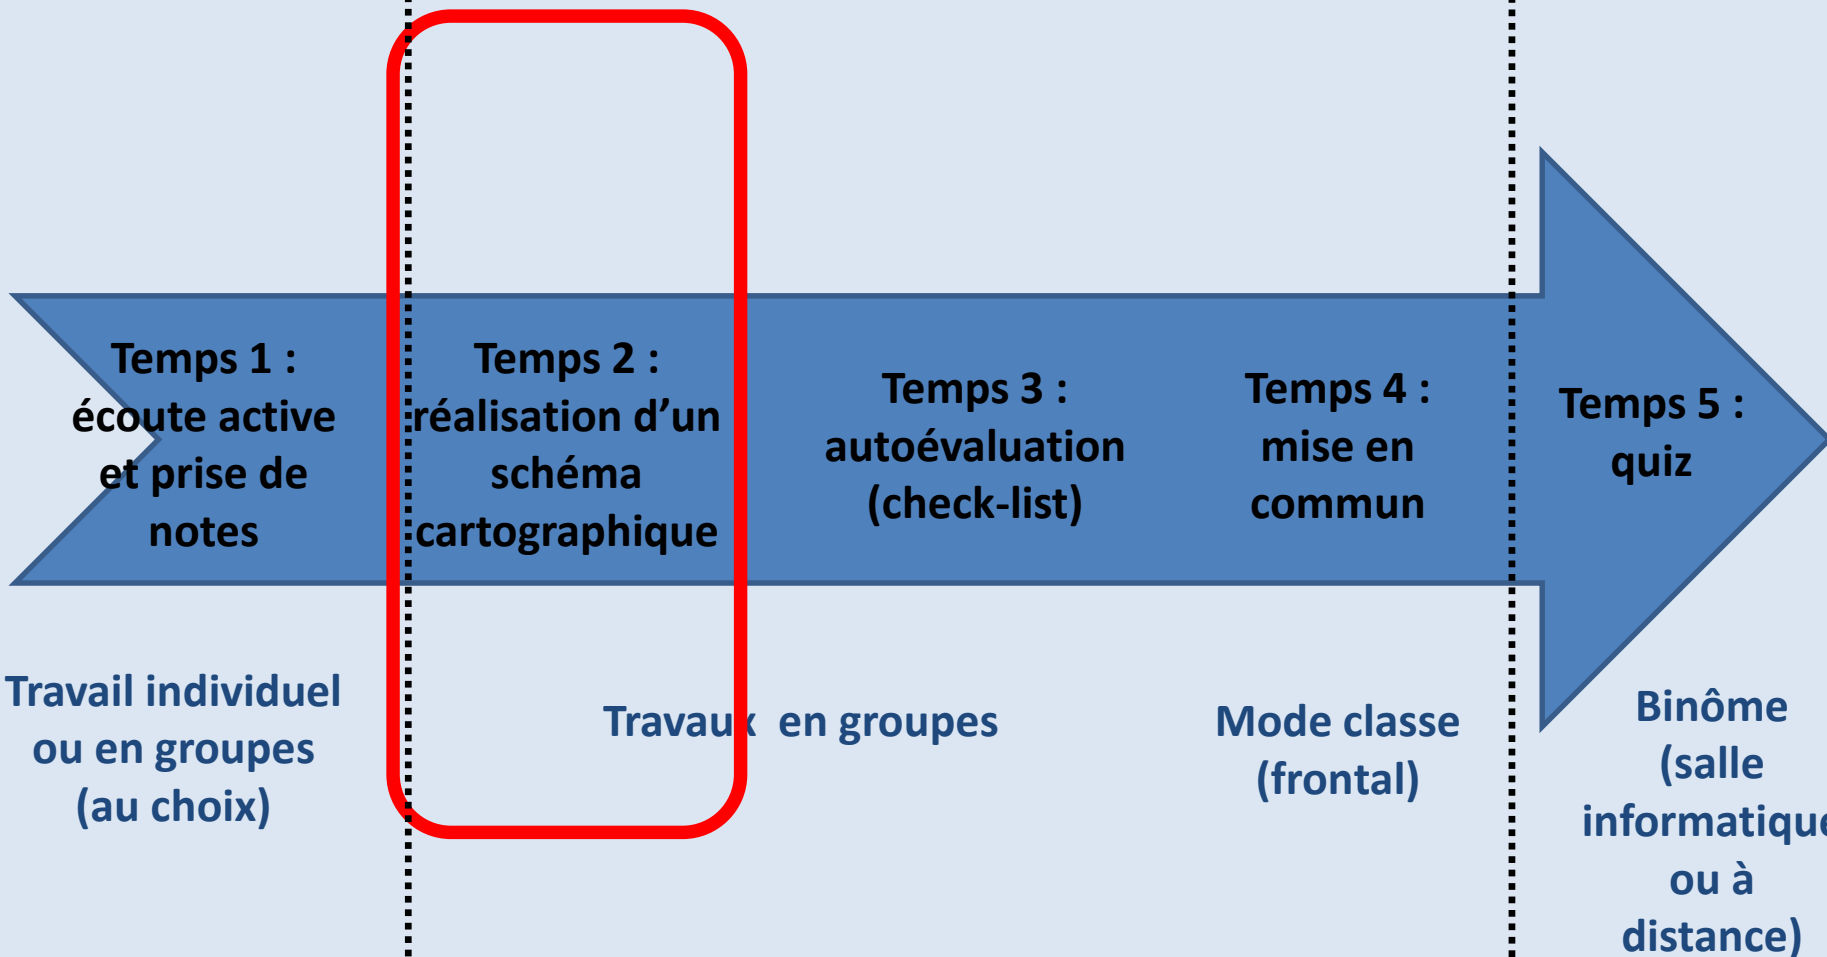 Temps 1 :
écoute active
et prise de
notes
Temps 2 :
réalisation d’un
schéma
cartographique
Temps 3 :
autoévaluation
(check-list)
Temps 4 :
mise en
commun
Temps 5 :
quiz
Travail individuel
ou en groupes
(au choix)
Travaux en groupes
Mode classe
(frontal)
Binôme
(salle
informatique
ou à
distance)